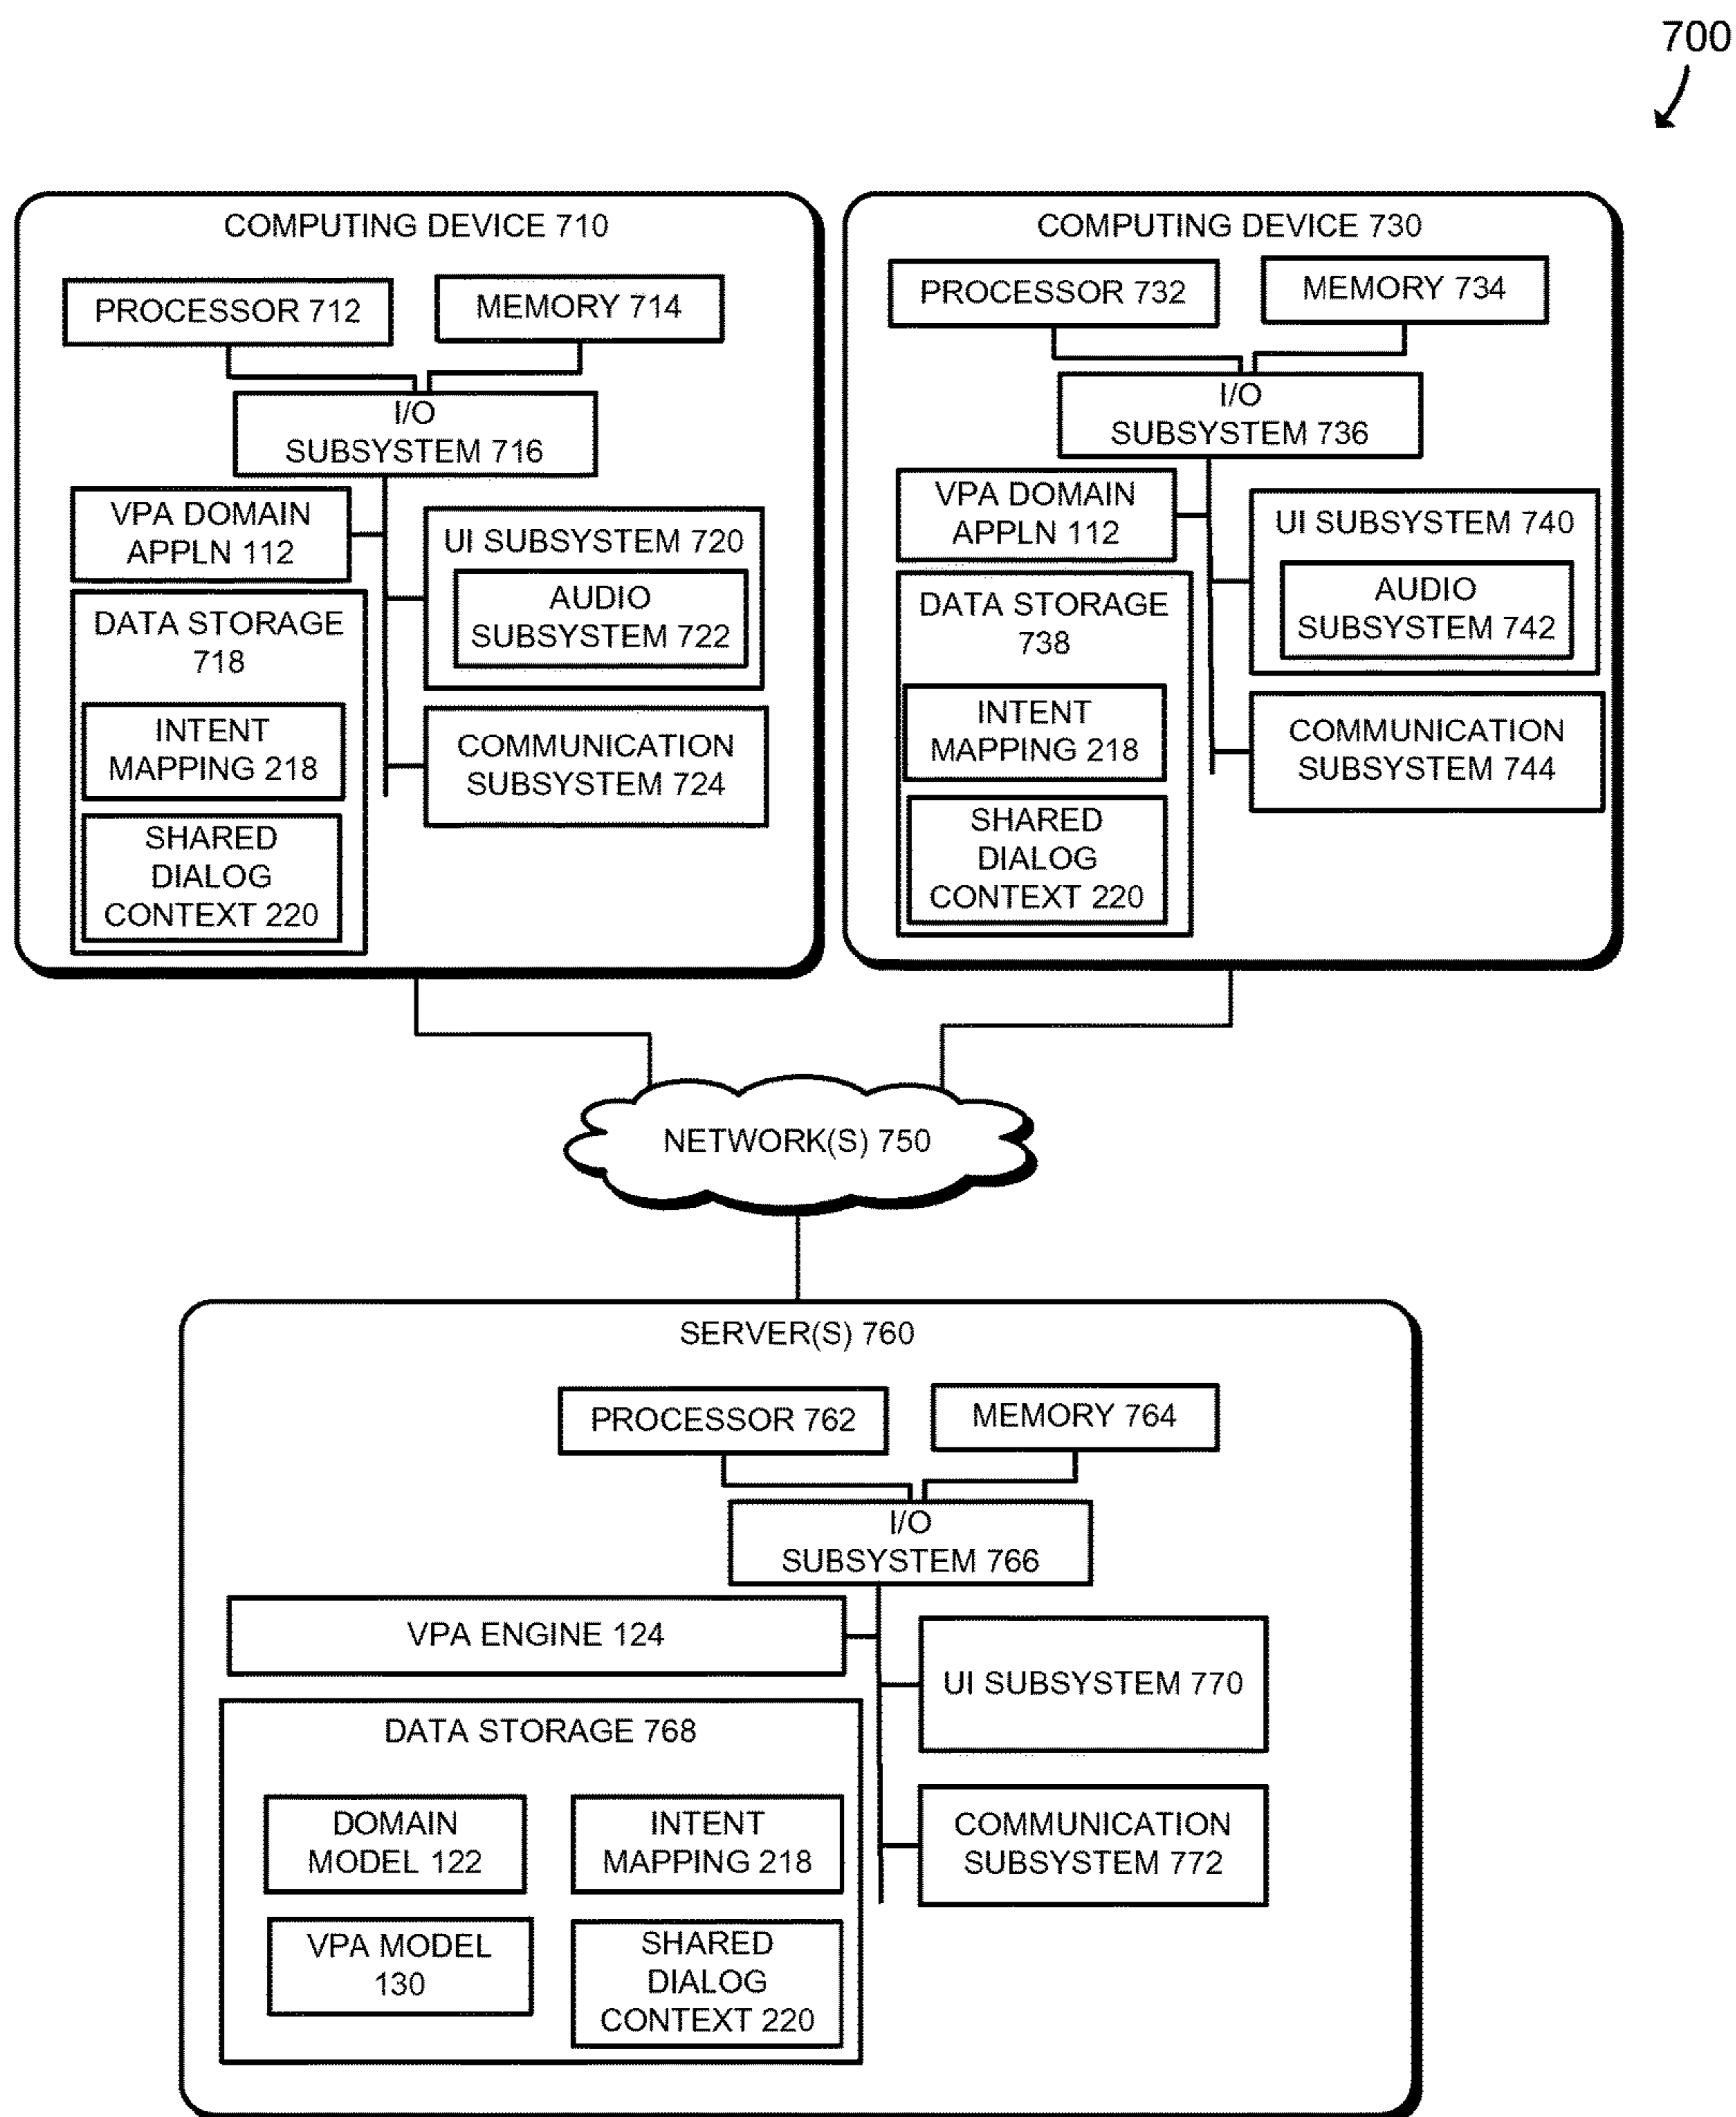 700
COMPUTING DEVICE 710
PROCESSOR 712
MEMORY 714
I/O
SUBSYSTEM 716
VPA DOMAIN
APPLN 112
UI SUBSYSTEM 720
AUDIO
SUBSYSTEM 722
DATA STORAGE
718
INTENT
MAPPING 218
SHARED
DIALOG
CONTEXT 220
COMMUNICATION
SUBSYSTEM 724
COMPUTING DEVICE 730
PROCESSOR 732
MEMORY 734
I/O
SUBSYSTEM 736
VPA DOMAIN
APPLN 112
UI SUBSYSTEM 740
AUDIO
SUBSYSTEM 742
DATA STORAGE
738
INTENT
MAPPING 218
SHARED
DIALOG
CONTEXT 220
COMMUNICATION
SUBSYSTEM 744
NETWORK(S) 750
SERVER(S) 760
PROCESSOR 762
MEMORY 764
I/O
SUBSYSTEM 766
VPA ENGINE 124
UI SUBSYSTEM 770
DATA STORAGE 768
DOMAIN
MODEL 122
INTENT
MAPPING 218
VPA MODEL
130
SHARED
DIALOG
CONTEXT 220
COMMUNICATION
SUBSYSTEM 772